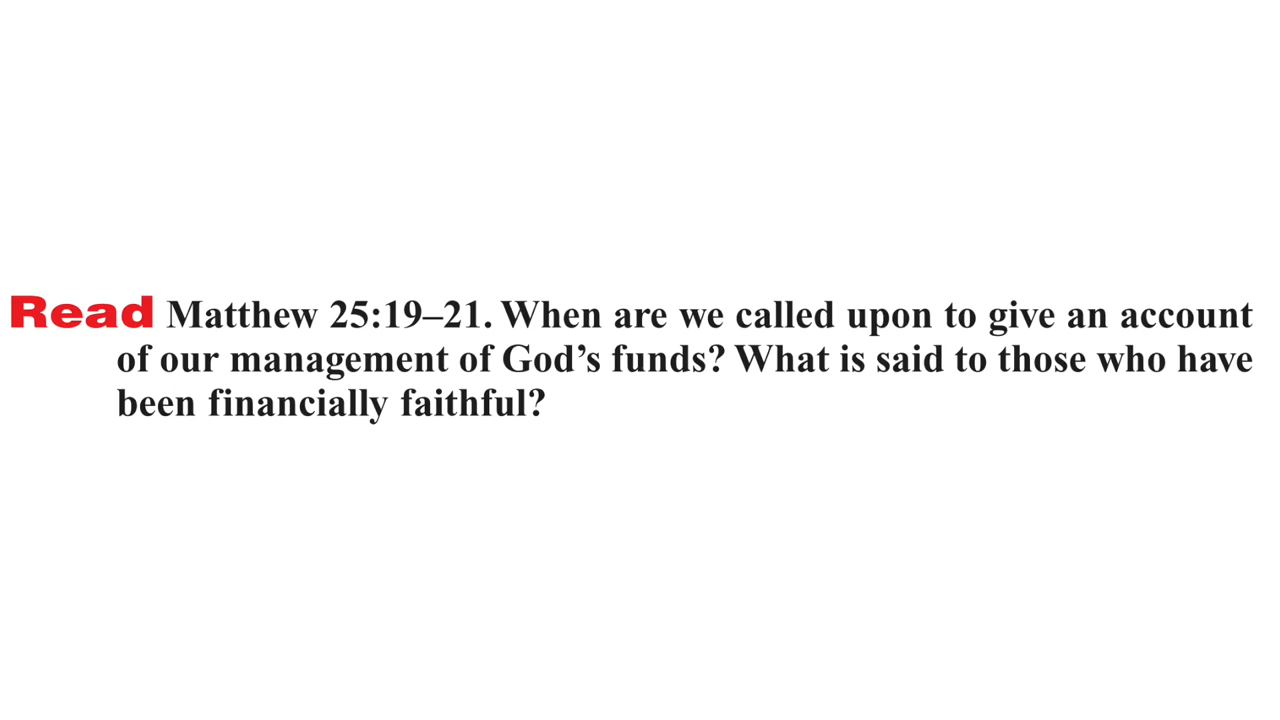 Read Matthew 25:19–21. When are we called upon to give an account
of our management of God’s funds? What is said to those who have
been financially faithful?